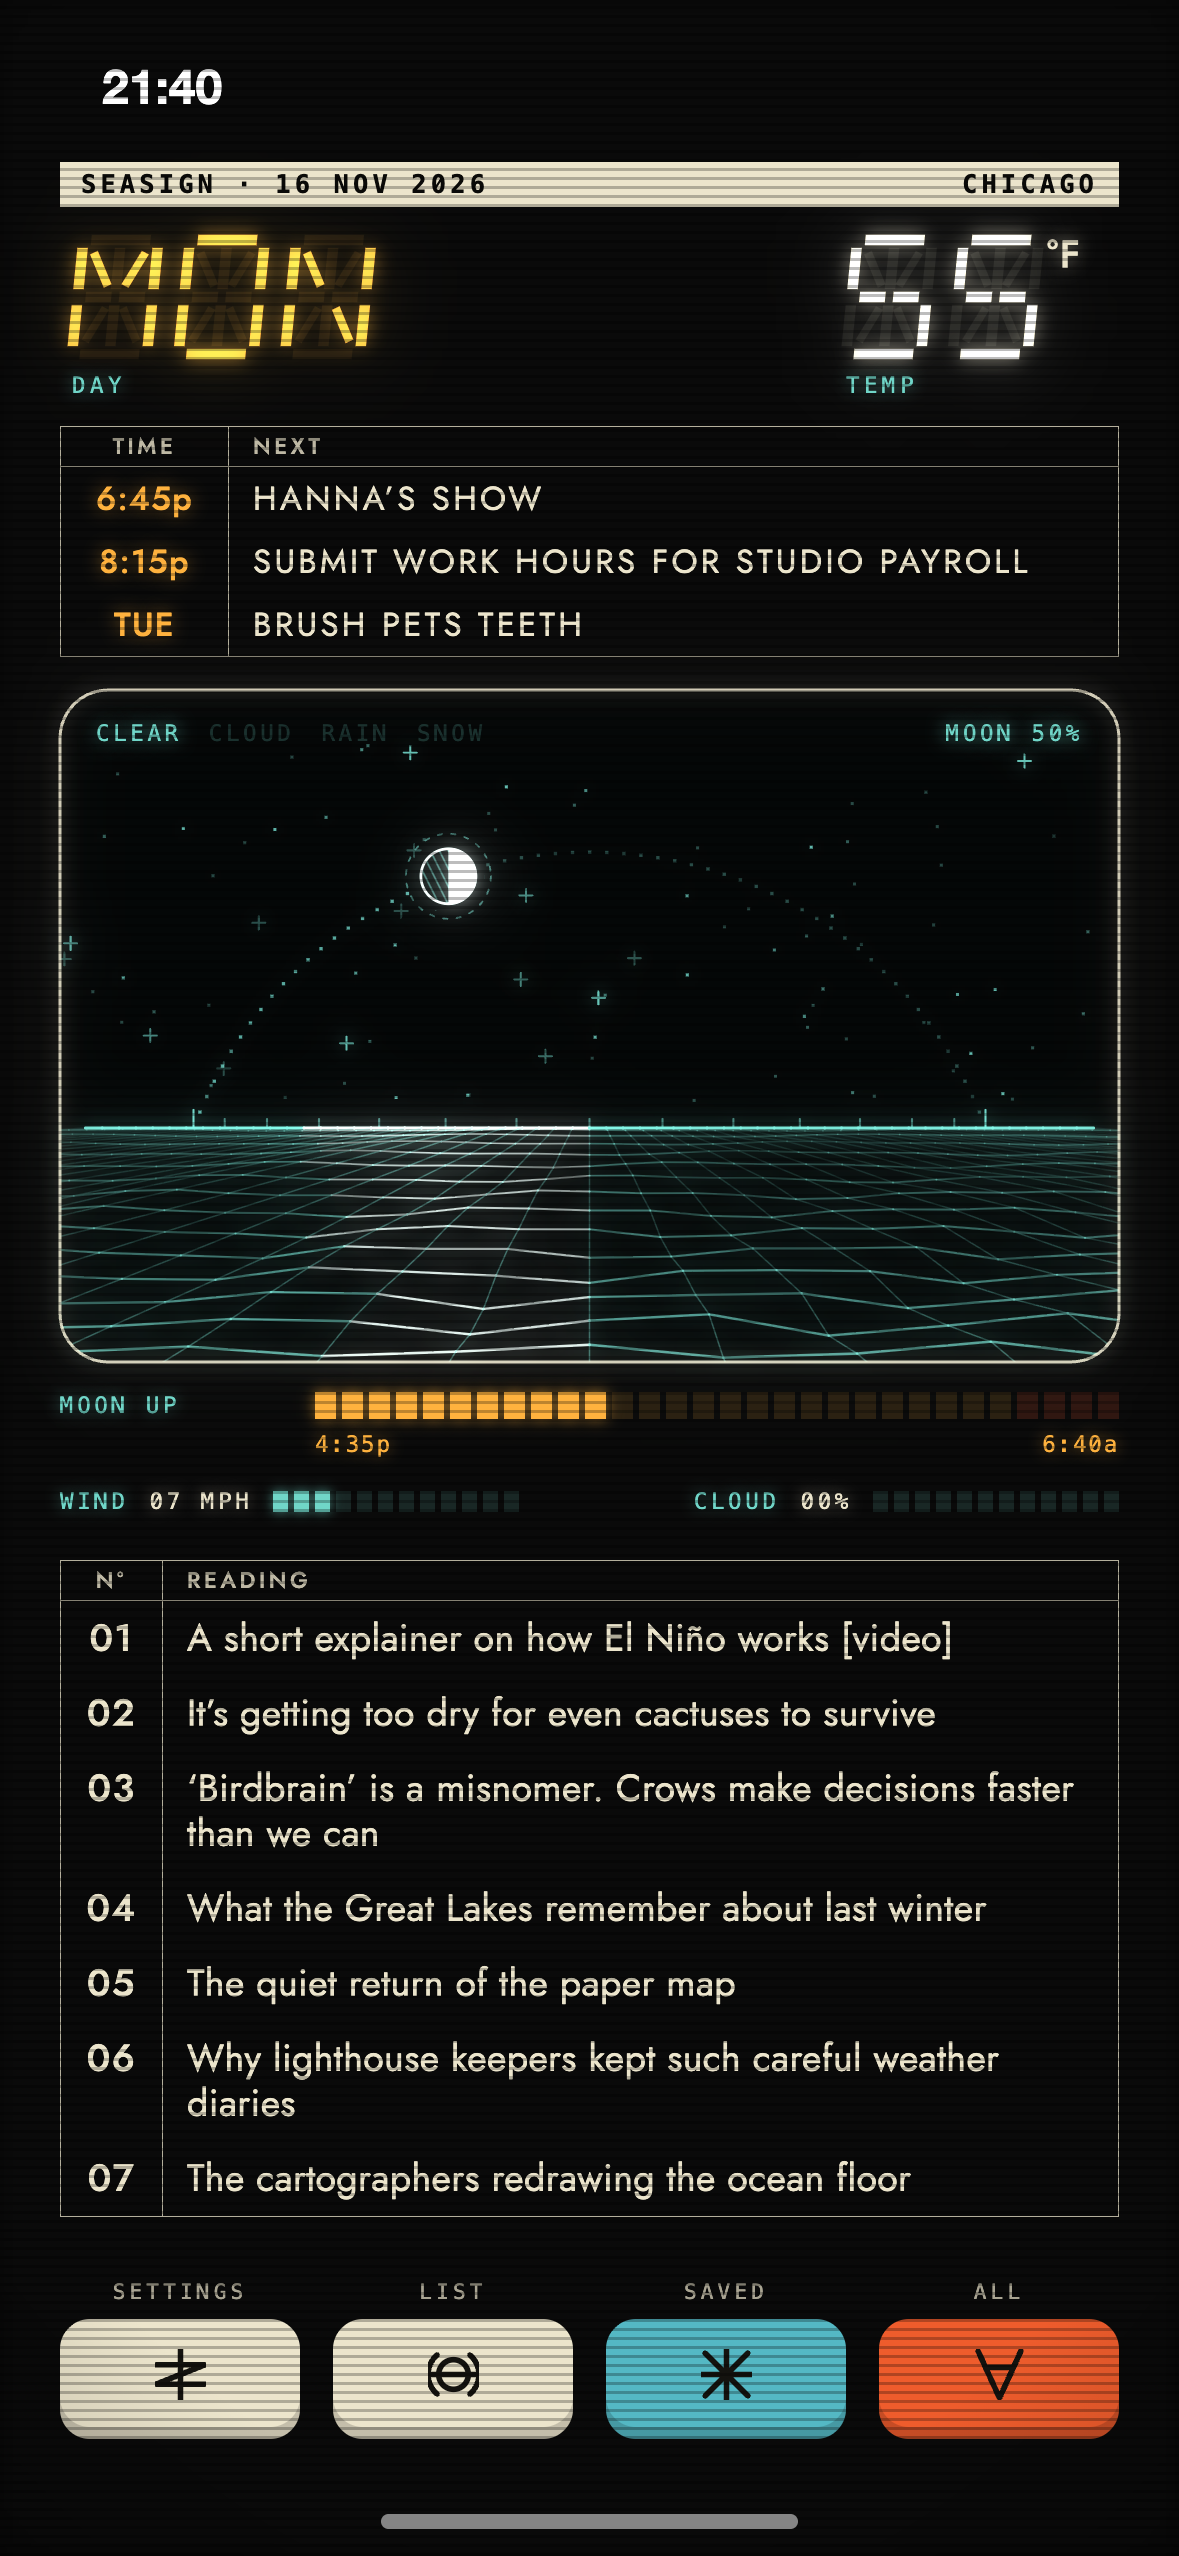 21:40
SEASIGN · 16 NOV 2026 CHICAGO
MON 55 °F
DAY TEMP
TIME NEXT
6:45p HANNA’S SHOW
8:15p SUBMIT WORK HOURS FOR STUDIO PAYROLL
TUE BRUSH PETS TEETH
CLEAR CLOUD RAIN SNOW MOON 50%
MOON UP
4:35p 6:40a
WIND 07 MPH CLOUD 00%
N° READING
01 A short explainer on how El Niño works [video]
02 It’s getting too dry for even cactuses to survive
03 ‘Birdbrain’ is a misnomer. Crows make decisions faster
than we can
04 What the Great Lakes remember about last winter
05 The quiet return of the paper map
06 Why lighthouse keepers kept such careful weather
diaries
07 The cartographers redrawing the ocean floor
SETTINGS LIST SAVED ALL